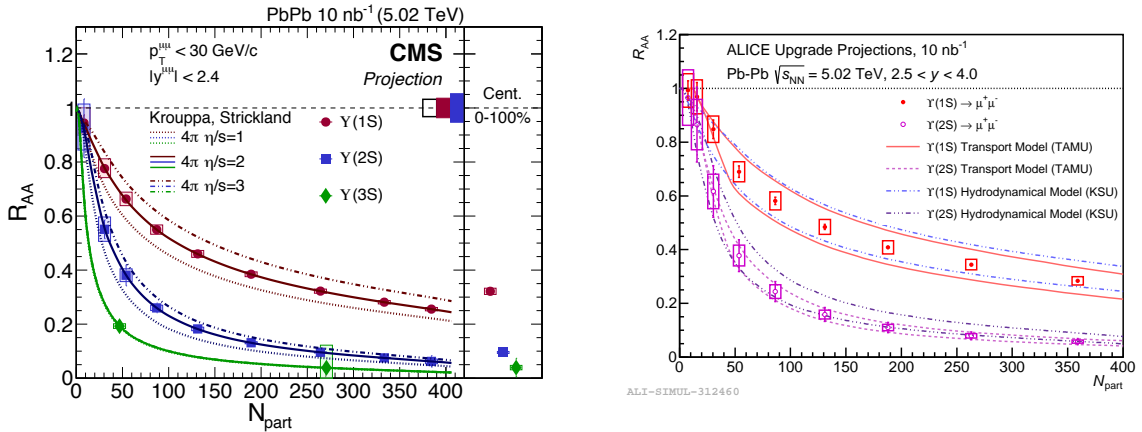 PbPb 10 nb⁻¹ (5.02 TeV)
p_T^μμ < 30 GeV/c
|y^μμ| < 2.4
CMS
Projection
Cent.
0-100%
Krouppa, Strickland
4π η/s=1
4π η/s=2
4π η/s=3
ϒ(1S)
ϒ(2S)
ϒ(3S)
R_AA
1.4
1.2
1
0.8
0.6
0.4
0.2
0
0 50 100 150 200 250 300 350 400
N_part
R_AA
ALICE Upgrade Projections, 10 nb⁻¹
Pb-Pb √s_NN = 5.02 TeV, 2.5 < y < 4.0
ϒ(1S) → μ⁺μ⁻
ϒ(2S) → μ⁺μ⁻
ϒ(1S) Transport Model (TAMU)
ϒ(2S) Transport Model (TAMU)
ϒ(1S) Hydrodynamical Model (KSU)
ϒ(2S) Hydrodynamical Model (KSU)
1.2
1
0.8
0.6
0.4
0.2
0
0 50 100 150 200 250 300 350 400
N_part
ALI-SIMUL-312460